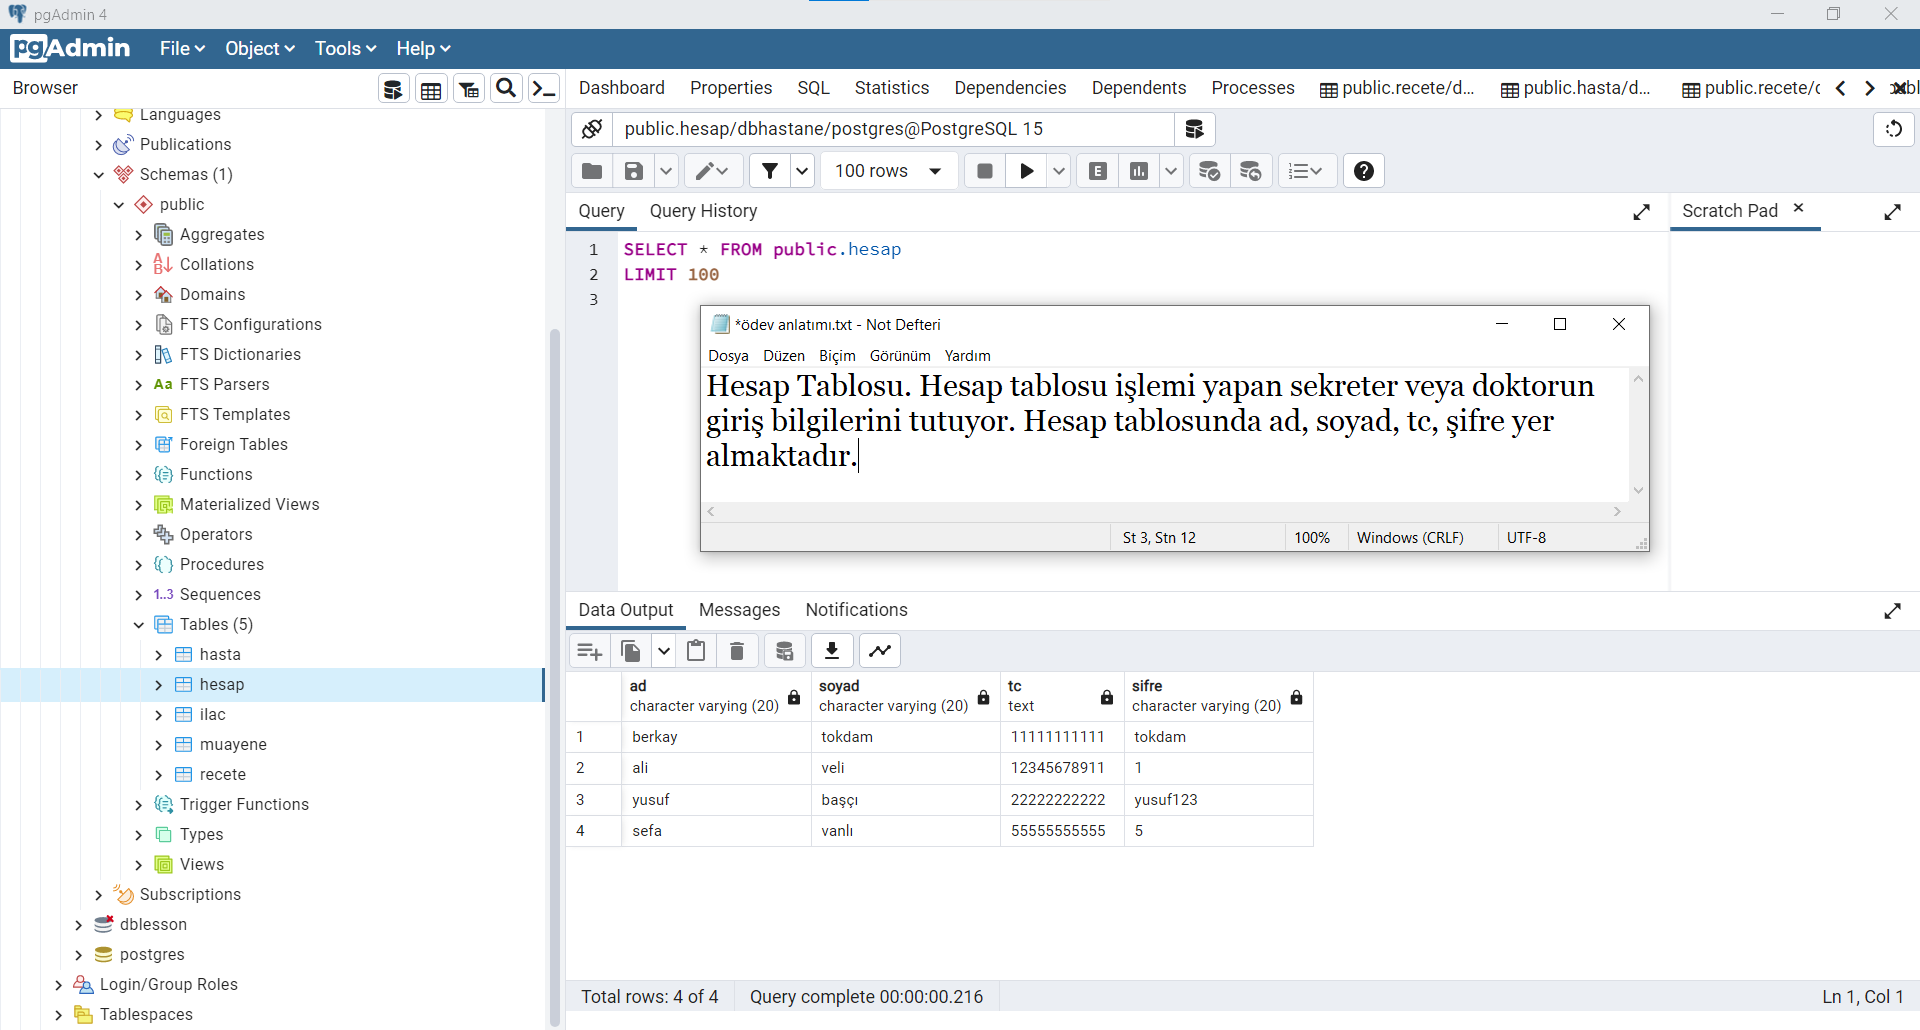 pgAdmin 4
pgAdmin File Object Tools Help
Browser
Dashboard Properties SQL Statistics Dependencies Dependents Processes public.recete/d... public.hasta/d... public.recete/
public.hesap/dbhastane/postgres@PostgreSQL 15
100 rows
Query Query History
Scratch Pad
1 SELECT * FROM public.hesap
2 LIMIT 100
3
*ödev anlatımı.txt - Not Defteri
Dosya Düzen Biçim Görünüm Yardım
Hesap Tablosu. Hesap tablosu işlemi yapan sekreter veya doktorun
giriş bilgilerini tutuyor. Hesap tablosunda ad, soyad, tc, şifre yer
almaktadır.
St 3, Stn 12 100% Windows (CRLF) UTF-8
Languages
Publications
Schemas (1)
public
Aggregates
Collations
Domains
FTS Configurations
FTS Dictionaries
Aa FTS Parsers
FTS Templates
Foreign Tables
Functions
Materialized Views
Operators
Procedures
1..3 Sequences
Tables (5)
hasta
hesap
ilac
muayene
recete
Trigger Functions
Types
Views
Subscriptions
dblesson
postgres
Login/Group Roles
Tablespaces
Data Output Messages Notifications
ad soyad tc sifre
character varying (20) character varying (20) text character varying (20)
1 berkay tokdam 11111111111 tokdam
2 ali veli 12345678911 1
3 yusuf başçı 22222222222 yusuf123
4 sefa vanlı 55555555555 5
Total rows: 4 of 4 Query complete 00:00:00.216 Ln 1, Col 1